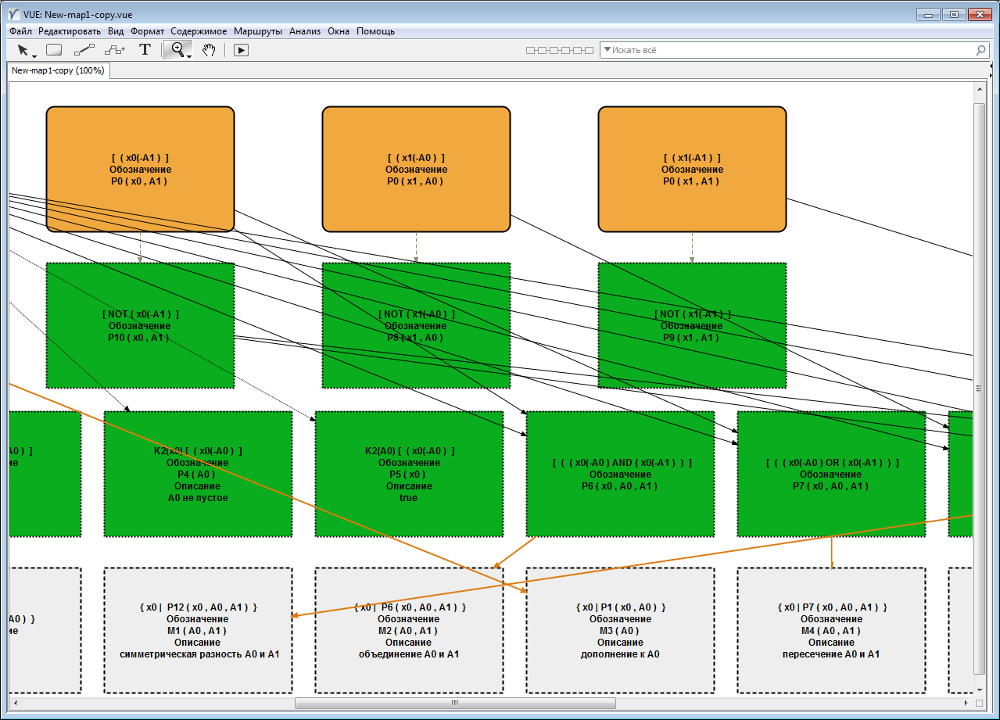 VUE: New-map1-copy.vue
Файл Редактировать Вид Формат Содержимое Маршруты Анализ Окна Помощь
T
Искать всё
New-map1-copy (100%)
[ ( x0(-A1 ) ]
Обозначение
P0 ( x0 , A1 )
[ ( x1(-A0 ) ]
Обозначение
P0 ( x1 , A0 )
[ ( x1(-A1 ) ]
Обозначение
P0 ( x1 , A1 )
[ NOT ( x0(-A1 ) ]
Обозначение
P10 ( x0 , A1 )
[ NOT ( x1(-A0 ) ]
Обозначение
P8 ( x1 , A0 )
[ NOT ( x1(-A1 ) ]
Обозначение
P9 ( x1 , A1 )
A0 ) ]
ие
K2(x0) [ ( x0(-A0 ) ]
Обозначение
P4 ( A0 )
Описание
A0 не пустое
K2(A0) [ ( x0(-A0 ) ]
Обозначение
P5 ( x0 )
Описание
true
[ ( ( ( x0(-A0 ) AND ( x0(-A1 ) ) ) ]
Обозначение
P6 ( x0 , A0 , A1 )
[ ( ( x0(-A0 ) OR ( x0(-A1 ) ) ) ]
Обозначение
P7 ( x0 , A0 , A1 )
A0 ) }
ие
{ x0 | P12 ( x0 , A0 , A1 ) }
Обозначение
M1 ( A0 , A1 )
Описание
симметрическая разность A0 и A1
{ x0 | P6 ( x0 , A0 , A1 ) }
Обозначение
M2 ( A0 , A1 )
Описание
объединение A0 и A1
{ x0 | P1 ( x0 , A0 ) }
Обозначение
M3 ( A0 )
Описание
дополнение к A0
{ x0 | P7 ( x0 , A0 , A1 ) }
Обозначение
M4 ( A0 , A1 )
Описание
пересечение A0 и A1